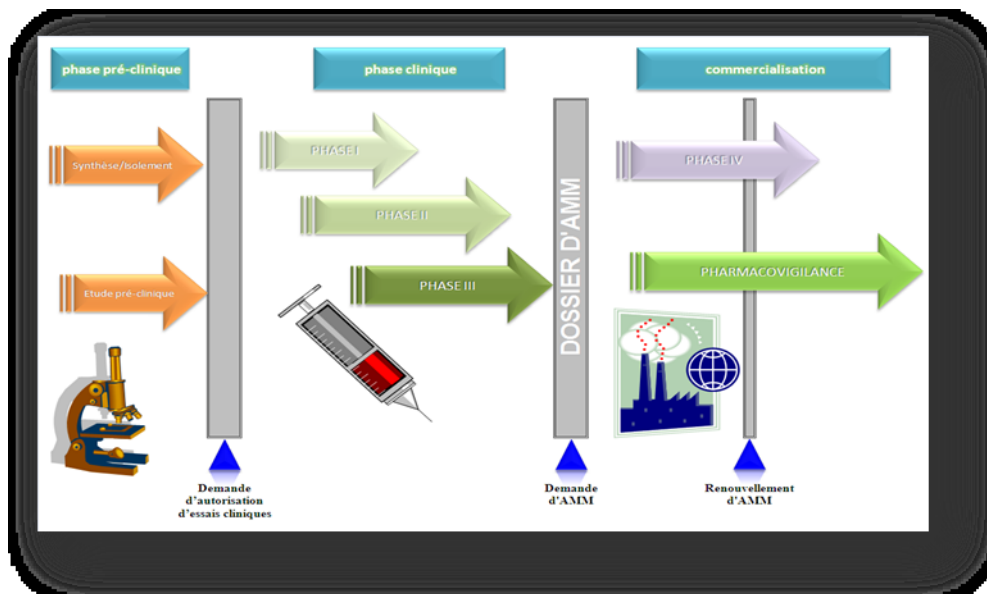 phase pré-clinique
phase clinique
commercialisation
Synthèse/Isolement
PHASE I
PHASE IV
PHASE II
Etude pré-clinique
PHASE III
DOSSIER D'AMM
PHARMACOVIGILANCE
Demande
d'autorisation
d'essais cliniques
Demande
d'AMM
Renouvellement
d'AMM